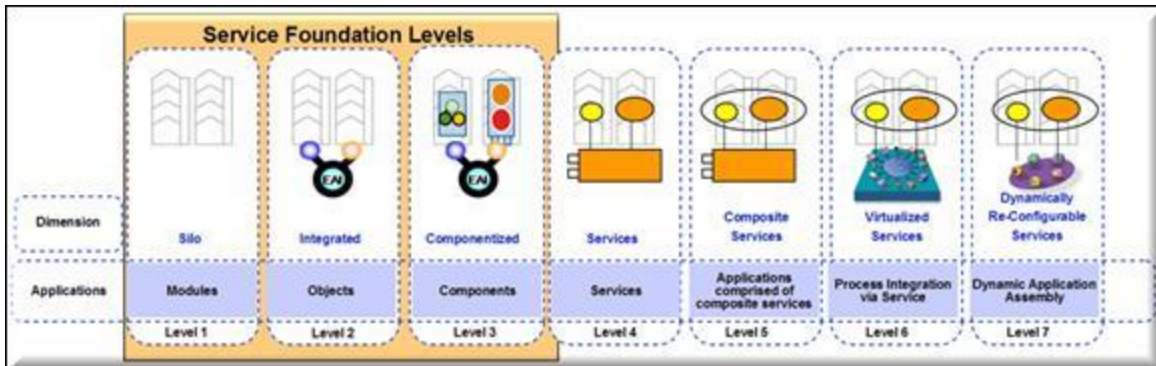 Service Foundation Levels
EAI
EAI
Dimension
Silo
Integrated
Componentized
Services
Composite
Services
Virtualized
Services
Dynamically
Re-Configurable
Services
Applications
Modules
Objects
Components
Services
Applications
comprised of
composite services
Process Integration
via Service
Dynamic Application
Assembly
Level 1
Level 2
Level 3
Level 4
Level 5
Level 6
Level 7